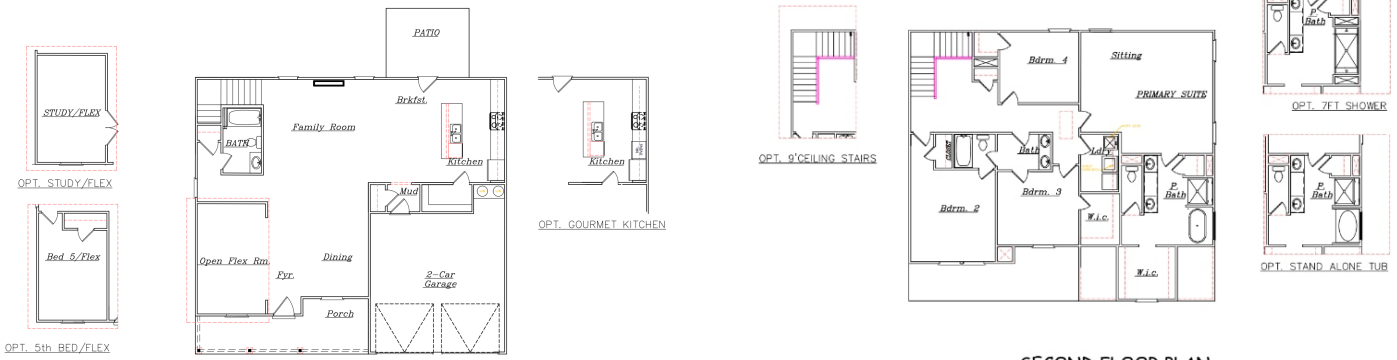 STUDY/FLEX
OPT. STUDY/FLEX
Bed 5/Flex
OPT. 5th BED/FLEX
PATIO
Brkfst.
Family Room
BATH
Kitchen
Mud
Open Flex Rm.
Dining
Fyr.
2-Car
Garage
Porch
Kitchen
OPT. GOURMET KITCHEN
OPT. 9'CEILING STAIRS
Bdrm. 4
Sitting
PRIMARY SUITE
Bath
Ldry
Bdrm. 3
Bdrm. 2
W.i.c.
P.
Bath
W.i.c.
SECOND FLOOR PLAN
P.
Bath
OPT. 7FT SHOWER
P.
Bath
OPT. STAND ALONE TUB